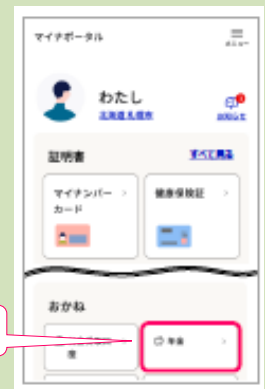 マイナポータル
メニュー
わたし
北海道札幌市
お知らせ
証明書
すべて見る
マイナンバー
カード
健康保険証
おかね
年金
度